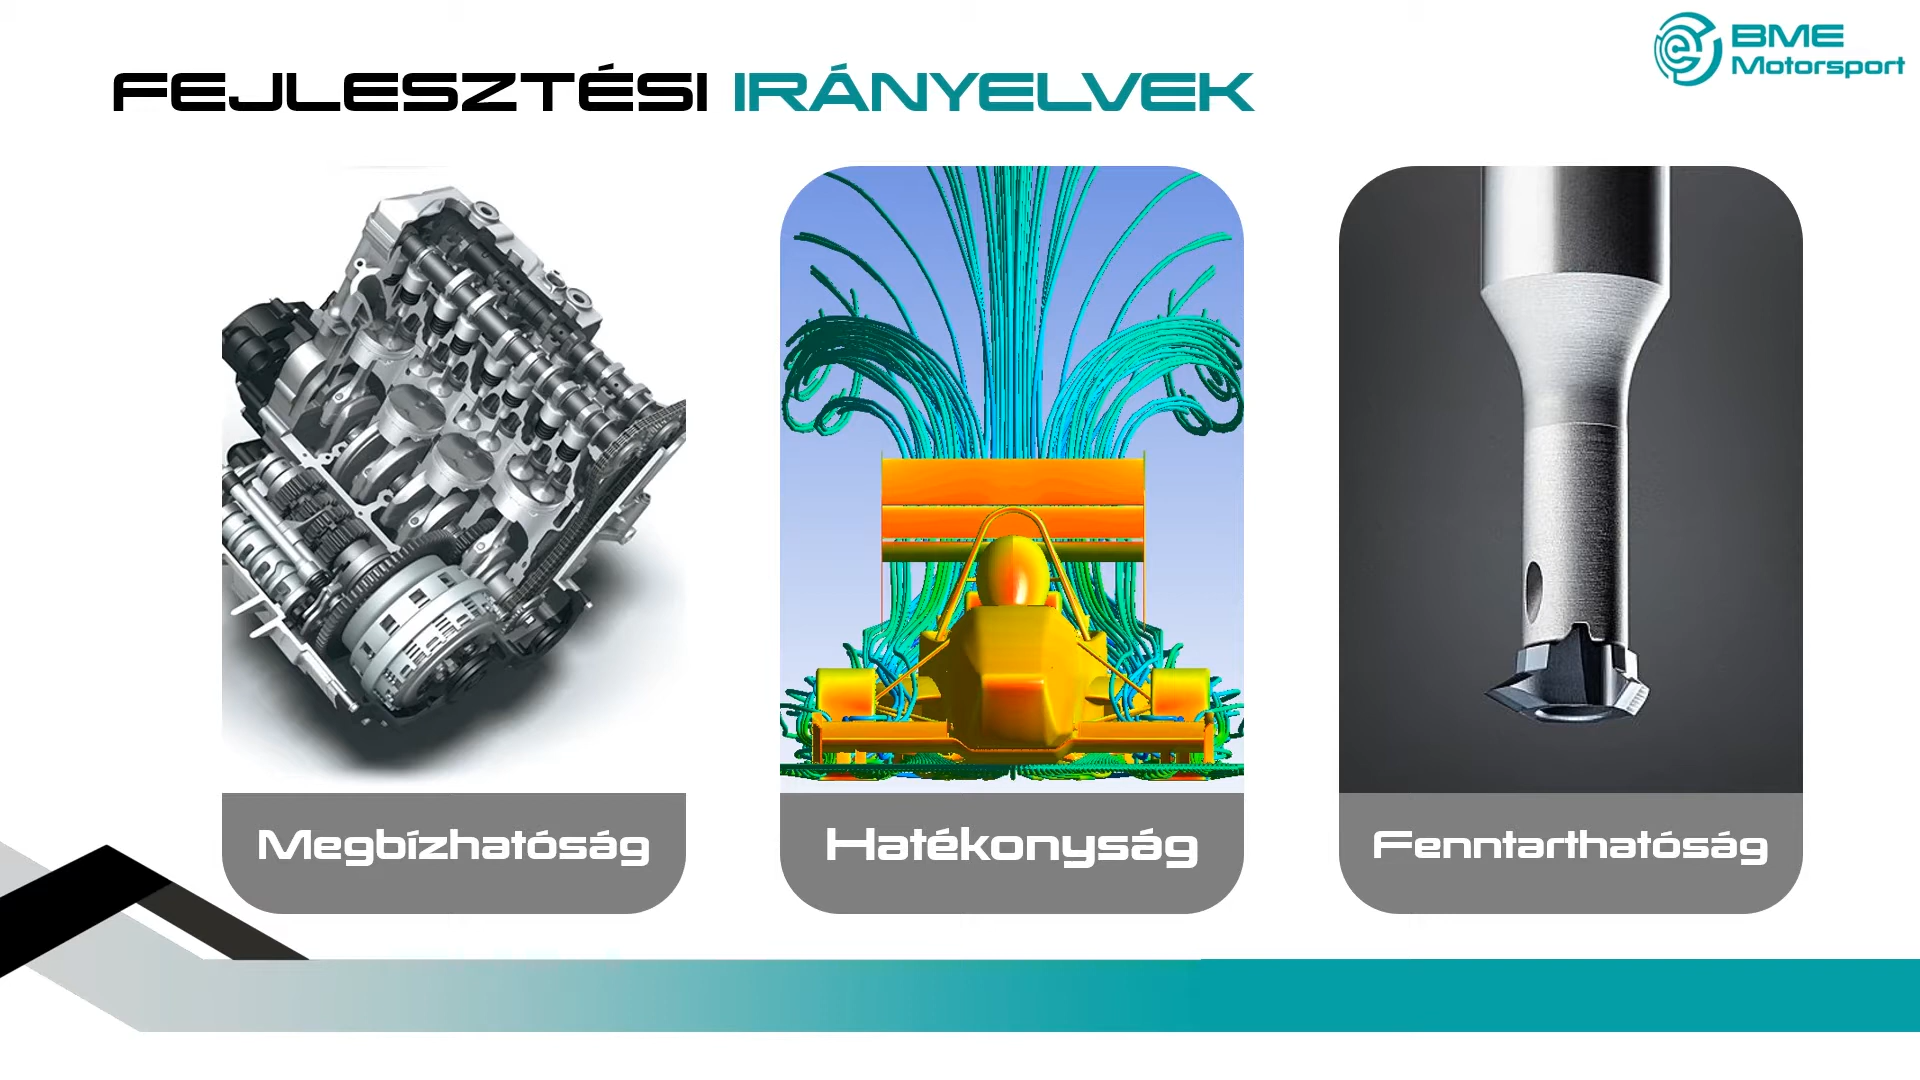 BME
Motorsport
FEJLESZTÉSI IRÁNYELVEK
Megbízhatóság
Hatékonyság
Fenntarthatóság